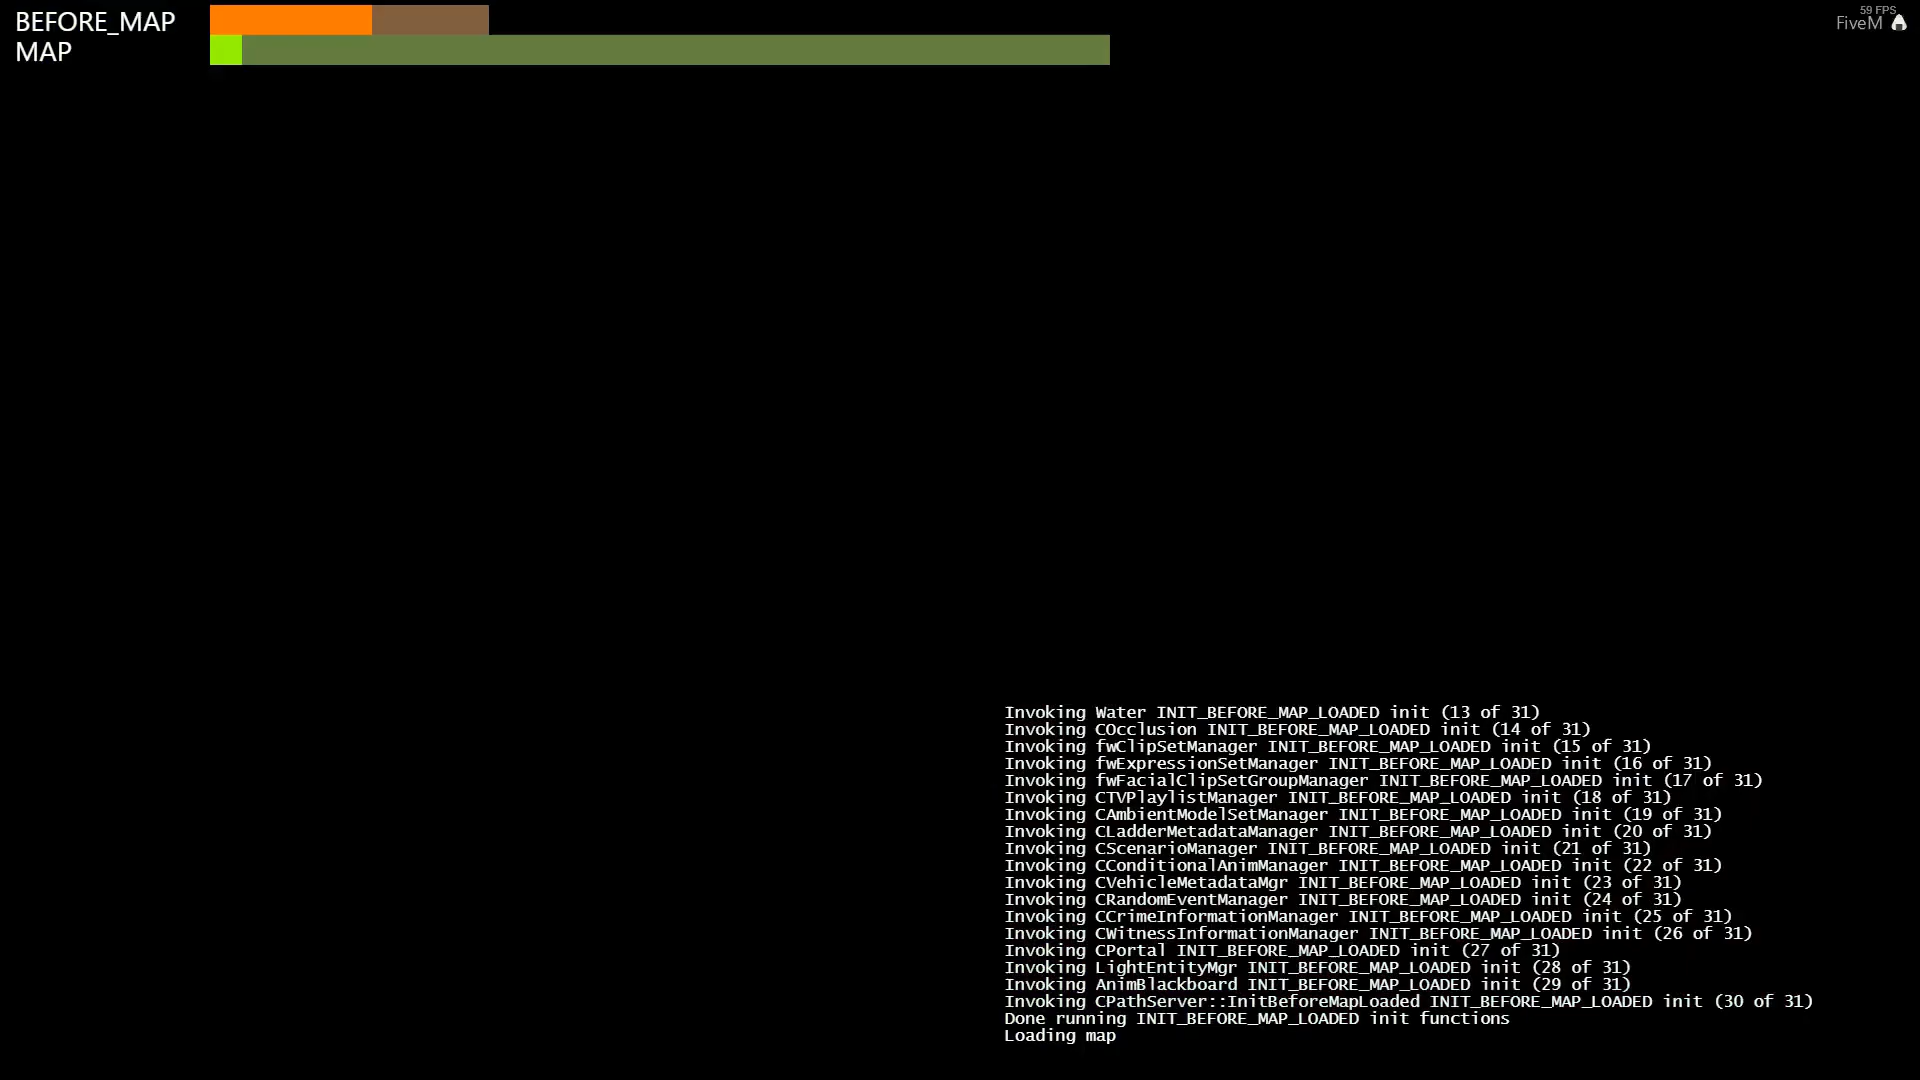 BEFORE_MAP
MAP
59 FPS
FiveM
Invoking Water INIT_BEFORE_MAP_LOADED init (13 of 31)
Invoking COcclusion INIT_BEFORE_MAP_LOADED init (14 of 31)
Invoking fwClipSetManager INIT_BEFORE_MAP_LOADED init (15 of 31)
Invoking fwExpressionSetManager INIT_BEFORE_MAP_LOADED init (16 of 31)
Invoking fwFacialClipSetGroupManager INIT_BEFORE_MAP_LOADED init (17 of 31)
Invoking CTVPlaylistManager INIT_BEFORE_MAP_LOADED init (18 of 31)
Invoking CAmbientModelSetManager INIT_BEFORE_MAP_LOADED init (19 of 31)
Invoking CLadderMetadataManager INIT_BEFORE_MAP_LOADED init (20 of 31)
Invoking CScenarioManager INIT_BEFORE_MAP_LOADED init (21 of 31)
Invoking CConditionalAnimManager INIT_BEFORE_MAP_LOADED init (22 of 31)
Invoking CVehicleMetadataMgr INIT_BEFORE_MAP_LOADED init (23 of 31)
Invoking CRandomEventManager INIT_BEFORE_MAP_LOADED init (24 of 31)
Invoking CCrimeInformationManager INIT_BEFORE_MAP_LOADED init (25 of 31)
Invoking CWitnessInformationManager INIT_BEFORE_MAP_LOADED init (26 of 31)
Invoking CPortal INIT_BEFORE_MAP_LOADED init (27 of 31)
Invoking LightEntityMgr INIT_BEFORE_MAP_LOADED init (28 of 31)
Invoking AnimBlackboard INIT_BEFORE_MAP_LOADED init (29 of 31)
Invoking CPathServer::InitBeforeMapLoaded INIT_BEFORE_MAP_LOADED init (30 of 31)
Done running INIT_BEFORE_MAP_LOADED init functions
Loading map